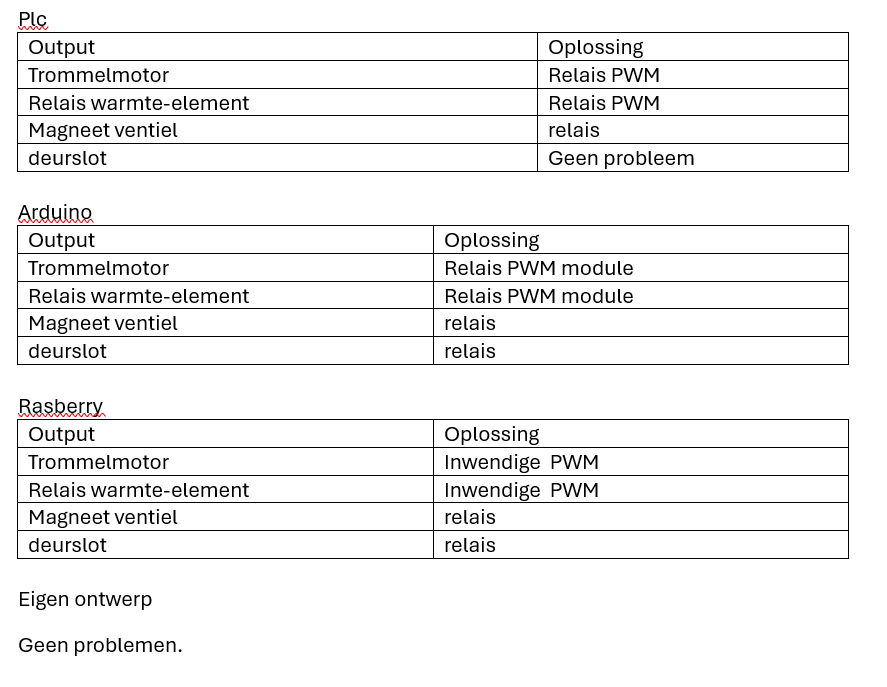 Plc
Output Oplossing
Trommelmotor Relais PWM
Relais warmte-element Relais PWM
Magneet ventiel relais
deurslot Geen probleem
Arduino
Output Oplossing
Trommelmotor Relais PWM module
Relais warmte-element Relais PWM module
Magneet ventiel relais
deurslot relais
Rasberry
Output Oplossing
Trommelmotor Inwendige  PWM
Relais warmte-element Inwendige  PWM
Magneet ventiel relais
deurslot relais
Eigen ontwerp
Geen problemen.